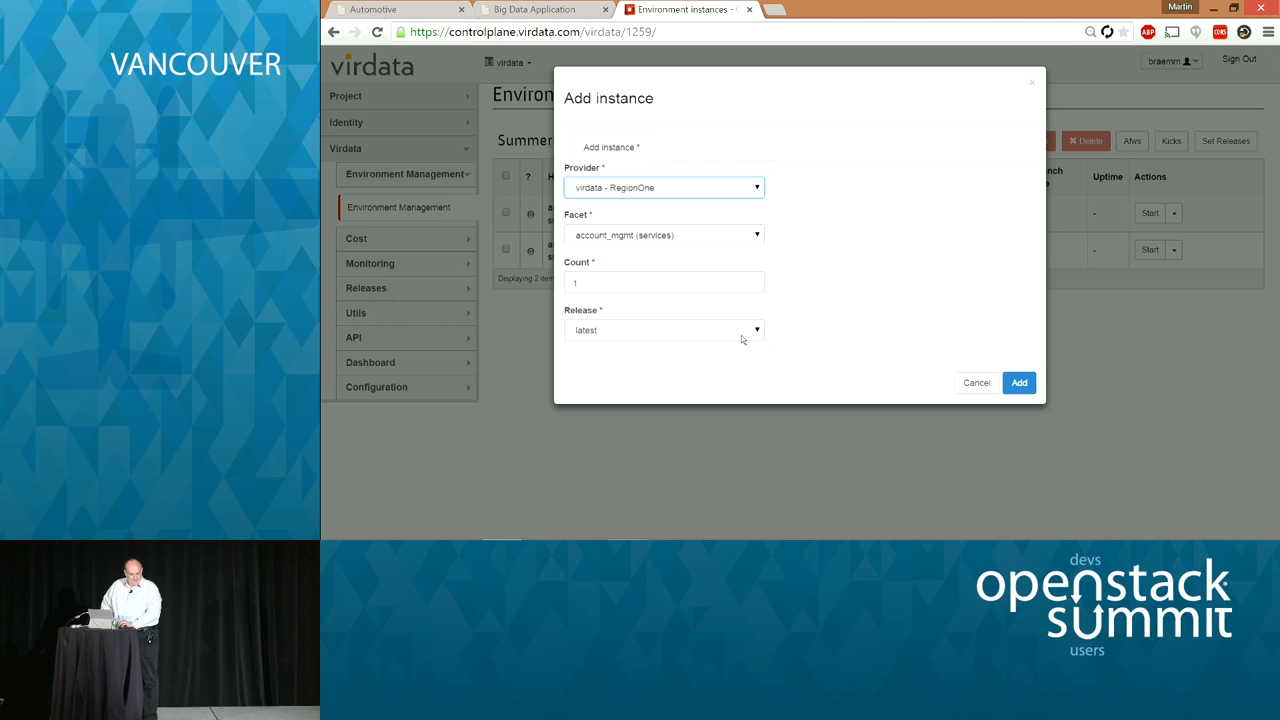 VANCOUVER
Automotive
Big Data Application
Environment instances -
Martin
https://controlplane.virdata.com/virdata/1259/
ABP
CORS
virdata
virdata
braemm
Sign Out
Project
Identity
Virdata
Environment Management
Environment Management
Cost
Monitoring
Releases
Utils
API
Dashboard
Configuration
Environ
Summer
Delete
Afws
Kicks
Set Releases
?
H
Uptime
Actions
-
Start
-
Start
Displaying 2 item
Add instance
×
Add instance *
Provider *
virdata - RegionOne
Facet *
account_mgmt (services)
Count *
1
Release *
latest
Cancel
Add
devs
openstack
summit
users